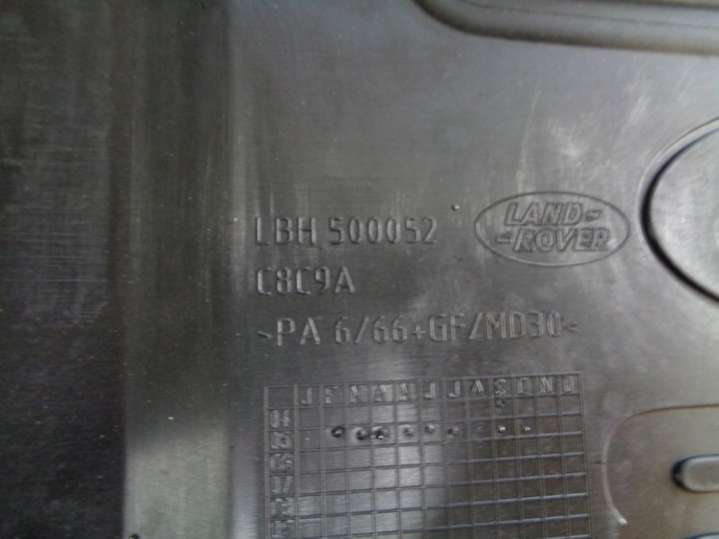 LBH 500052
LAND-
-ROVER
C8C9A
>PA 6/66+GF/MD30<
J F M A M J J A S O N D